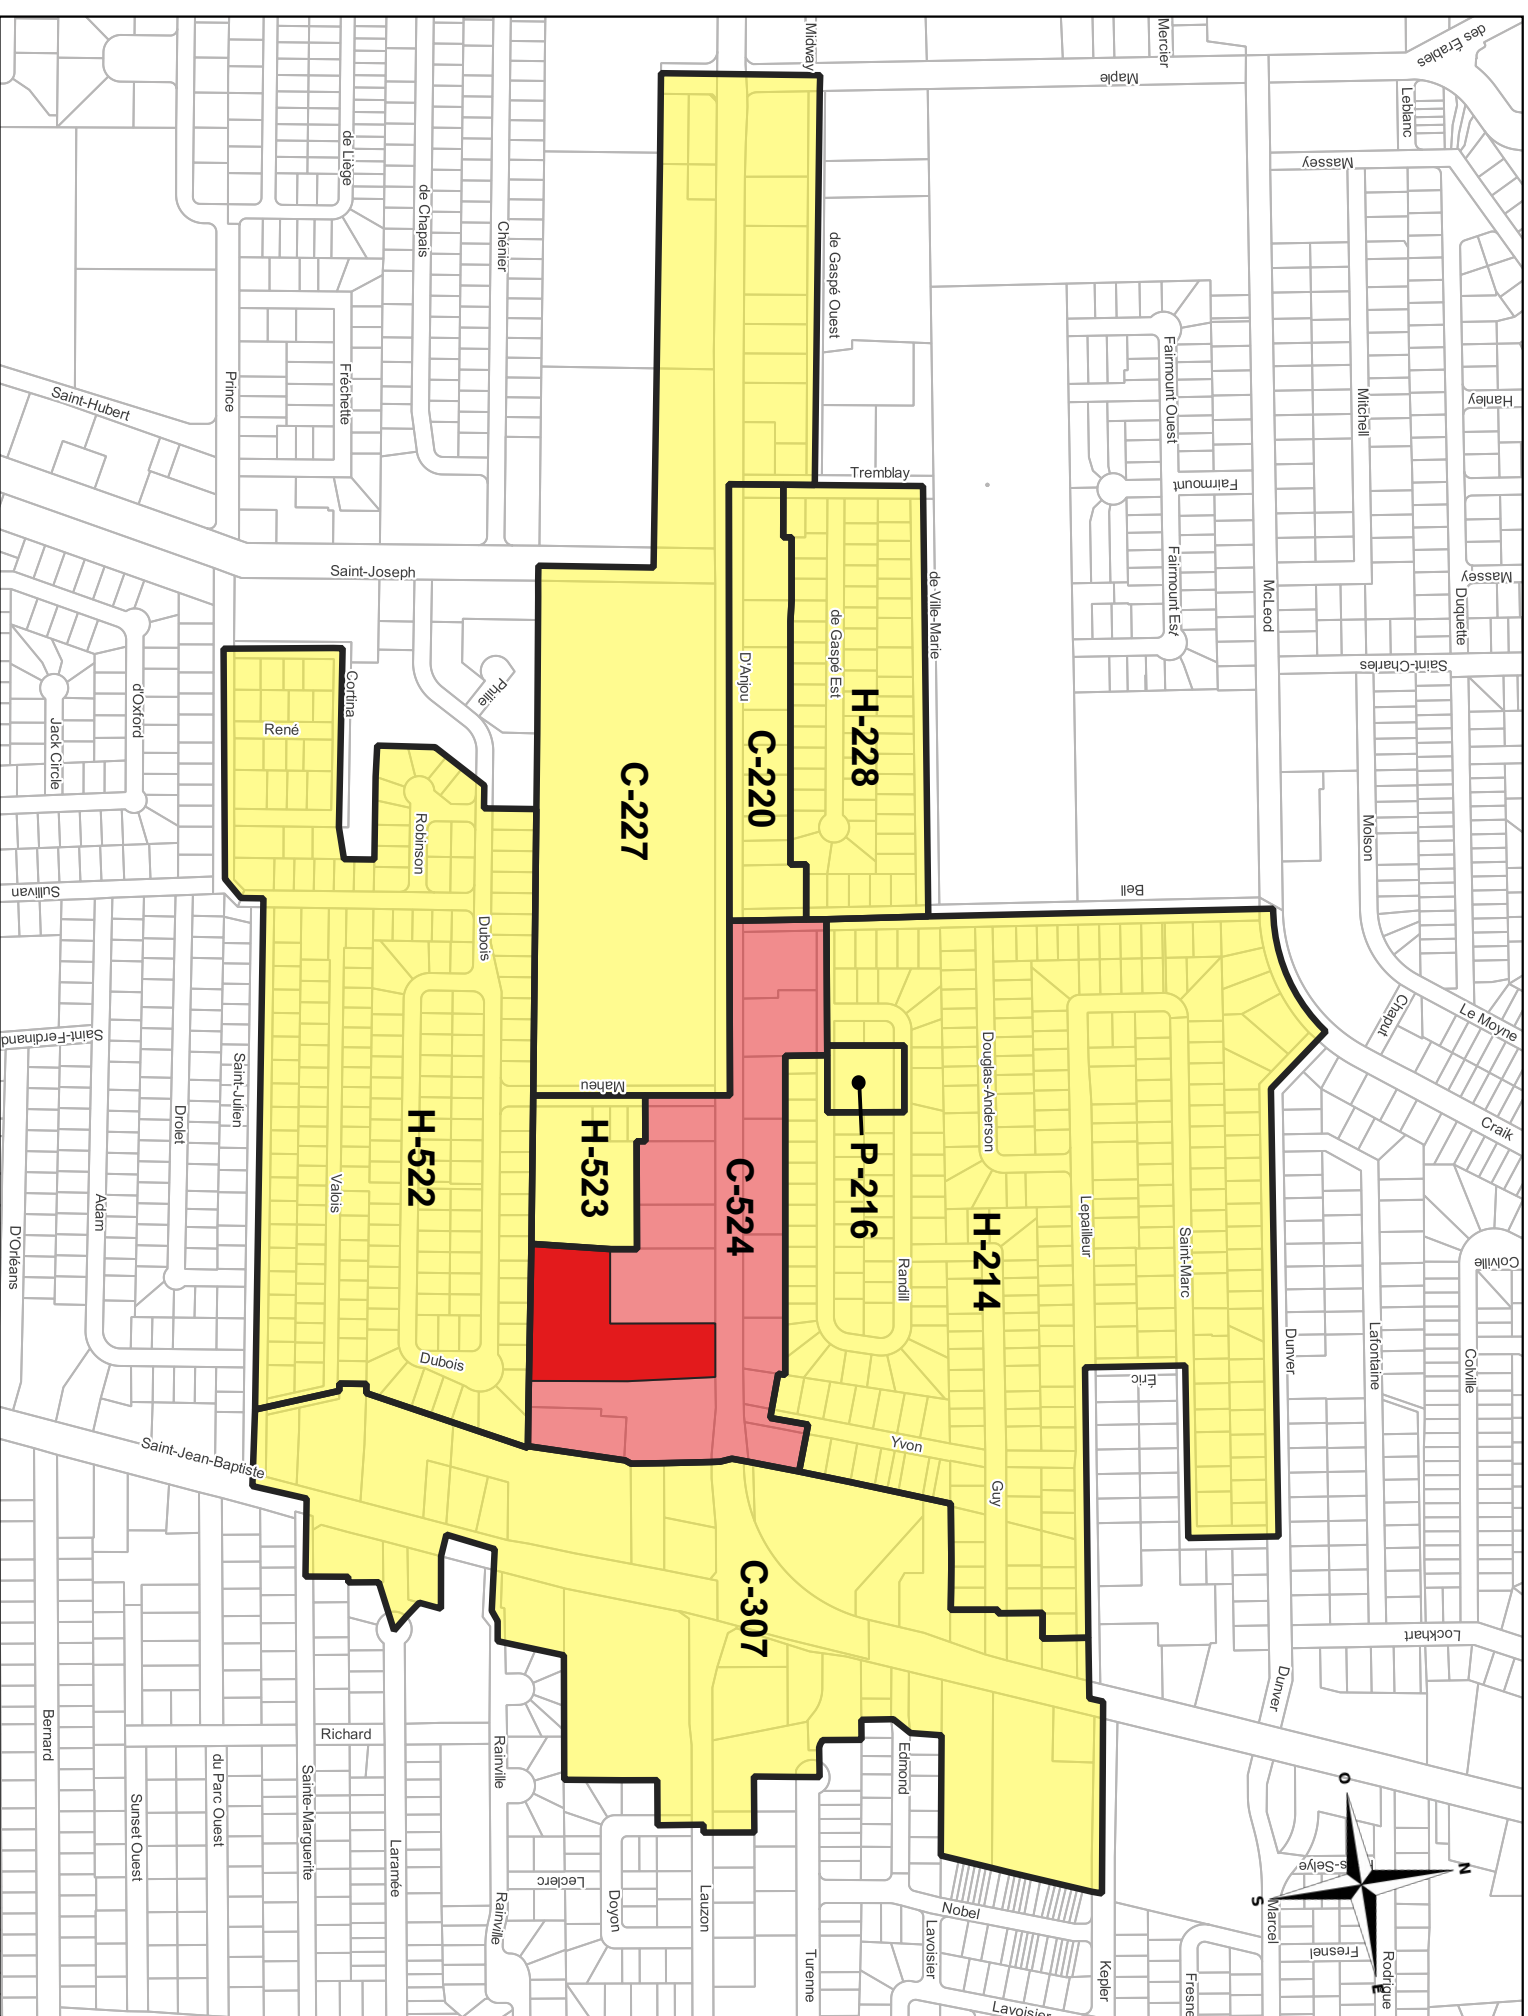 des Érables
Midway
Mercier
Maple
Leblanc
Massey
de Liège
de Chapais
Chénier
de Gaspé Ouest
Fairmount Ouest
Mitchell
Hanley
Saint-Hubert
Prince
Fréchette
Tremblay
Fairmount
Saint-Joseph
de Ville-Marie
Fairmount Est
McLeod
Massey
Duquette
Saint-Charles
d'Oxford
Jack Circle
René
Cortina
Philie
D'Anjou
de Gaspé Est
H-228
C-220
C-227
Robinson
Molson
Sullivan
Bell
Dubois
Saint-Ferdinand
Saint-Julien
Drolet
Maheu
Douglas-Anderson
Chaput
Le Moyne
Craik
H-522
H-523
C-524
P-216
H-214
Valois
Adam
D'Orléans
Randill
Lepailleur
Saint-Marc
Colville
Dunver
Lafontaine
Colville
Dubois
Éric
Yvon
Guy
Saint-Jean-Baptiste
C-307
Lockhart
Dunver
Bernard
Richard
Rainville
Edmond
du Parc Ouest
Sainte-Marguerite
Sunset Ouest
Laramée
Leclerc
Doyon
Lauzon
Rainville
Nobel
Lavoisier
Turenne
Kepler
Lavoisier
O
N
S
E
s-Selye
Marcel
Fresnel
Rodrigue
Fresne